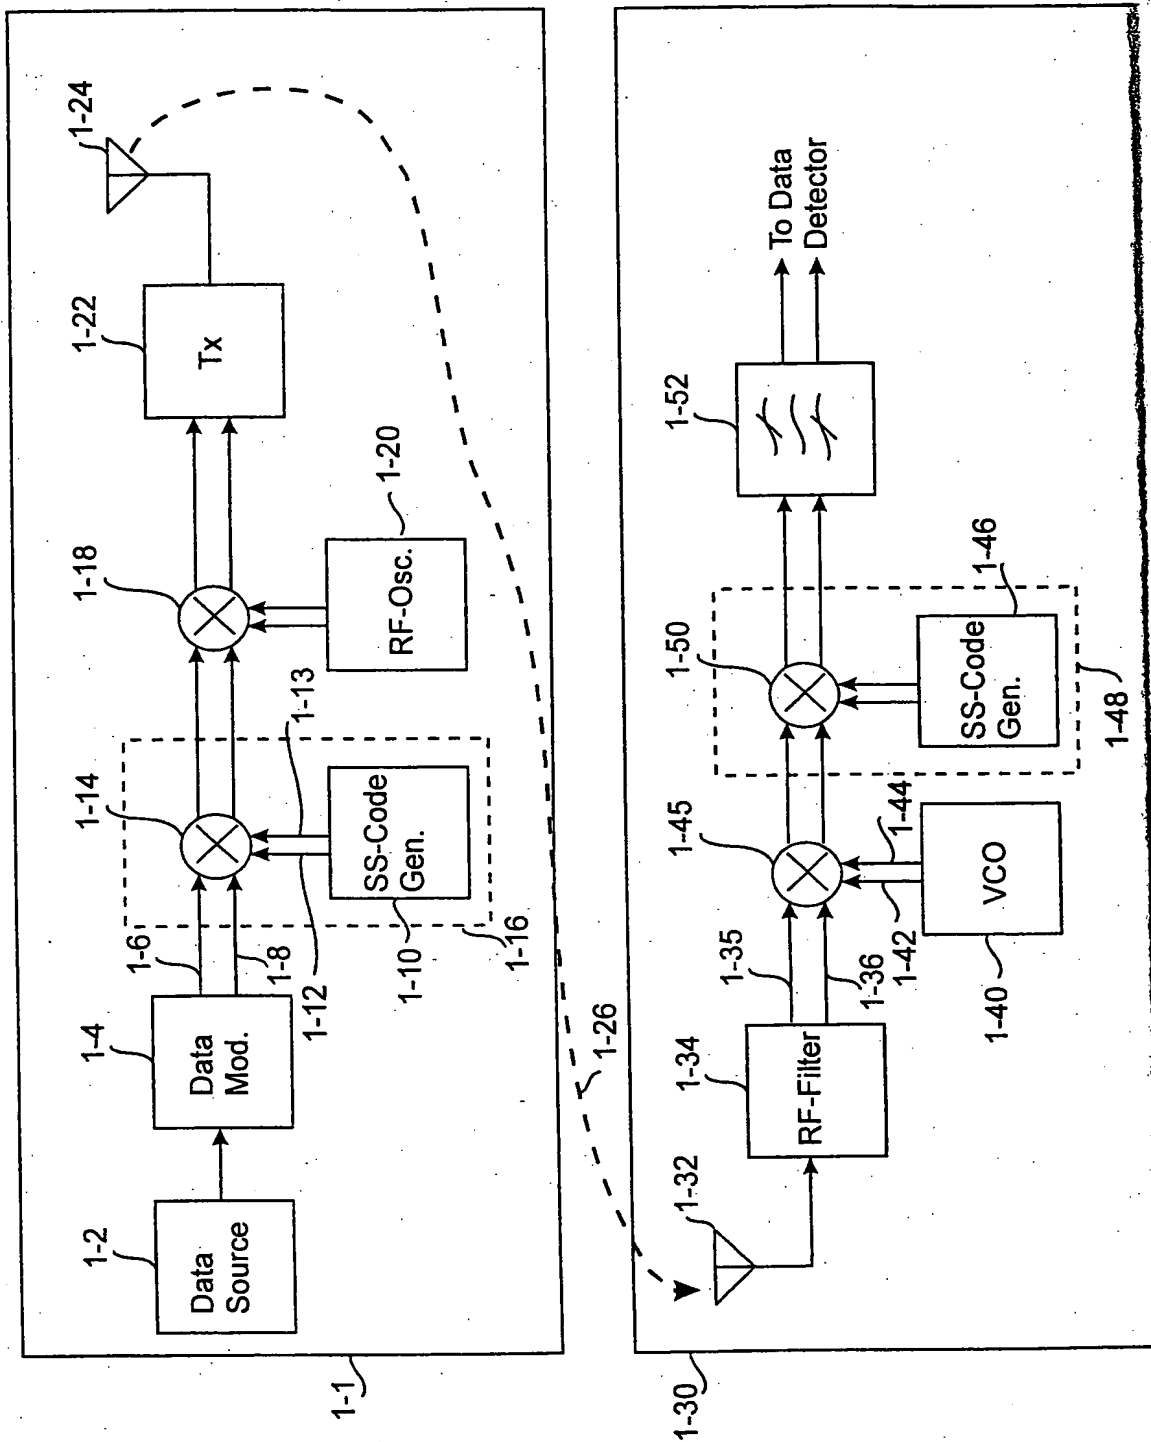 1-24
1-22
Tx
1-20
RF-Osc.
1-18
1-13
1-14
SS-Code
Gen.
1-6
1-8
1-12
1-10
1-16
1-4
Data
Mod.
1-2
Data
Source
1-1
1-26
To Data
Detector
1-52
1-46
1-50
SS-Code
Gen.
1-48
1-45
1-44
1-42
VCO
1-40
1-35
1-36
1-34
RF-Filter
1-32
1-30